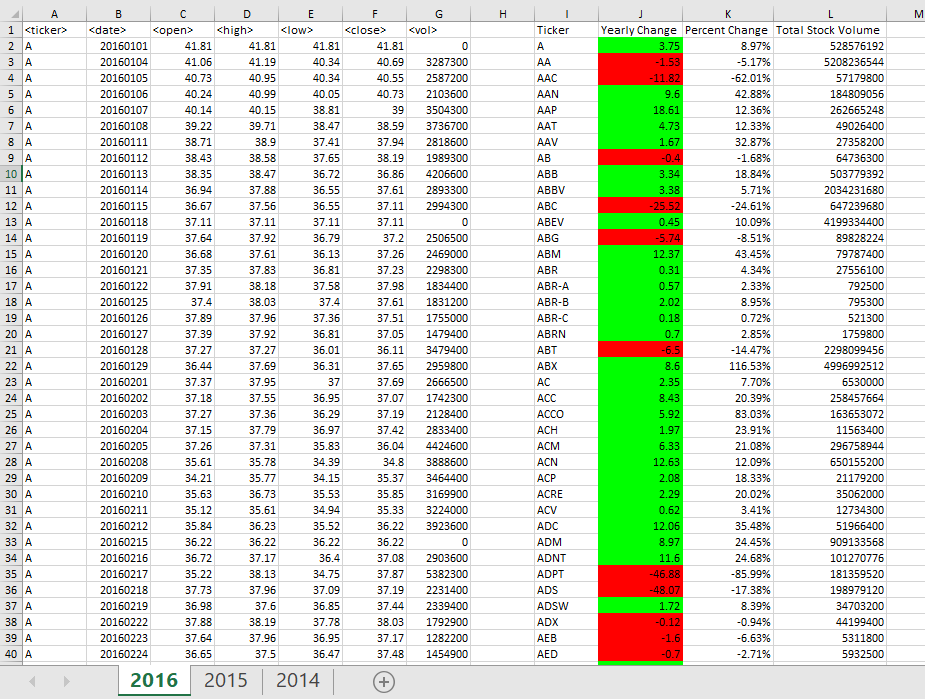 A B C D E F G H I J K L M
1 <ticker> <date> <open> <high> <low> <close> <vol> Ticker Yearly Change Percent Change Total Stock Volume
2 A 20160101 41.81 41.81 41.81 41.81 0 A 3.75 8.97% 528576192
3 A 20160104 41.06 41.19 40.34 40.69 3287300 AA -1.53 -5.17% 5208236544
4 A 20160105 40.73 40.95 40.34 40.55 2587200 AAC -11.82 -62.01% 57179800
5 A 20160106 40.24 40.99 40.05 40.73 2103600 AAN 9.6 42.88% 184809056
6 A 20160107 40.14 40.15 38.81 39 3504300 AAP 18.61 12.36% 262665248
7 A 20160108 39.22 39.71 38.47 38.59 3736700 AAT 4.73 12.33% 49026400
8 A 20160111 38.71 38.9 37.41 37.94 2818600 AAV 1.67 32.87% 27358200
9 A 20160112 38.43 38.58 37.65 38.19 1989300 AB -0.4 -1.68% 64736300
10 A 20160113 38.35 38.47 36.72 36.86 4206600 ABB 3.34 18.84% 503779392
11 A 20160114 36.94 37.88 36.55 37.61 2893300 ABBV 3.38 5.71% 2034231680
12 A 20160115 36.67 37.56 36.55 37.11 2994300 ABC -25.52 -24.61% 647239680
13 A 20160118 37.11 37.11 37.11 37.11 0 ABEV 0.45 10.09% 4199334400
14 A 20160119 37.64 37.92 36.79 37.2 2506500 ABG -5.74 -8.51% 89828224
15 A 20160120 36.68 37.61 36.13 37.26 2469000 ABM 12.37 43.45% 79787400
16 A 20160121 37.35 37.83 36.81 37.23 2298300 ABR 0.31 4.34% 27556100
17 A 20160122 37.91 38.18 37.58 37.98 1834400 ABR-A 0.57 2.33% 792500
18 A 20160125 37.4 38.03 37.4 37.61 1831200 ABR-B 2.02 8.95% 795300
19 A 20160126 37.89 37.96 37.36 37.51 1755000 ABR-C 0.18 0.72% 521300
20 A 20160127 37.39 37.92 36.81 37.05 1479400 ABRN 0.7 2.85% 1759800
21 A 20160128 37.27 37.27 36.01 36.11 3479400 ABT -6.5 -14.47% 2298099456
22 A 20160129 36.44 37.69 36.31 37.65 2959800 ABX 8.6 116.53% 4996992512
23 A 20160201 37.37 37.95 37 37.69 2666500 AC 2.35 7.70% 6530000
24 A 20160202 37.18 37.55 36.95 37.07 1742300 ACC 8.43 20.39% 258457664
25 A 20160203 37.27 37.36 36.29 37.19 2128400 ACCO 5.92 83.03% 163653072
26 A 20160204 37.15 37.79 36.97 37.42 2833400 ACH 1.97 23.91% 11563400
27 A 20160205 37.26 37.31 35.83 36.04 4424600 ACM 6.33 21.08% 296758944
28 A 20160208 35.61 35.78 34.39 34.8 3888600 ACN 12.63 12.09% 650155200
29 A 20160209 34.21 35.77 34.15 35.37 3464400 ACP 2.08 18.33% 21179200
30 A 20160210 35.63 36.73 35.53 35.85 3169900 ACRE 2.29 20.02% 35062000
31 A 20160211 35.12 35.61 34.94 35.33 3224000 ACV 0.62 3.41% 12734300
32 A 20160212 35.84 36.23 35.52 36.22 3923600 ADC 12.06 35.48% 51966400
33 A 20160215 36.22 36.22 36.22 36.22 0 ADM 8.97 24.45% 909133568
34 A 20160216 36.72 37.17 36.4 37.08 2903600 ADNT 11.6 24.68% 101270776
35 A 20160217 35.22 38.13 34.75 37.87 5382300 ADPT -46.88 -85.99% 181359520
36 A 20160218 37.73 37.96 37.09 37.19 2231400 ADS -48.07 -17.38% 198979120
37 A 20160219 36.98 37.6 36.85 37.44 2339400 ADSW 1.72 8.39% 34703200
38 A 20160222 37.88 38.19 37.78 38.03 1792900 ADX -0.12 -0.94% 44199400
39 A 20160223 37.64 37.96 36.95 37.17 1282200 AEB -1.6 -6.63% 5311800
40 A 20160224 36.65 37.5 36.47 37.48 1454900 AED -0.7 -2.71% 5932500
2016 2015 2014